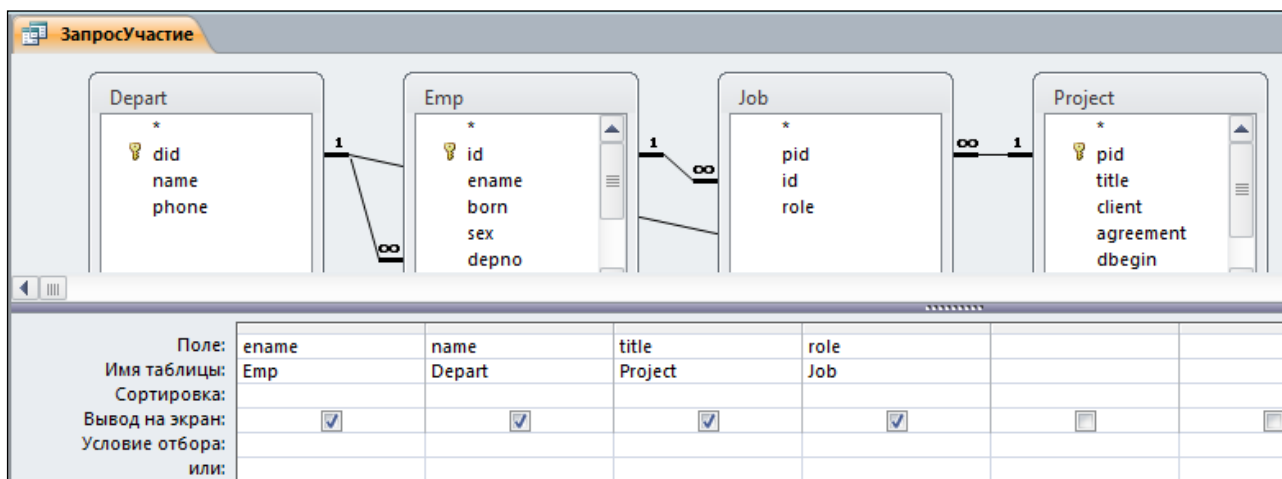 ЗапросУчастие
Depart
*
did
name
phone
1
∞
Emp
*
id
ename
born
sex
depno
1
∞
Job
*
pid
id
role
∞
1
Project
*
pid
title
client
agreement
dbegin
Поле: ename name title role
Имя таблицы: Emp Depart Project Job
Сортировка:
Вывод на экран:
Условие отбора:
или: